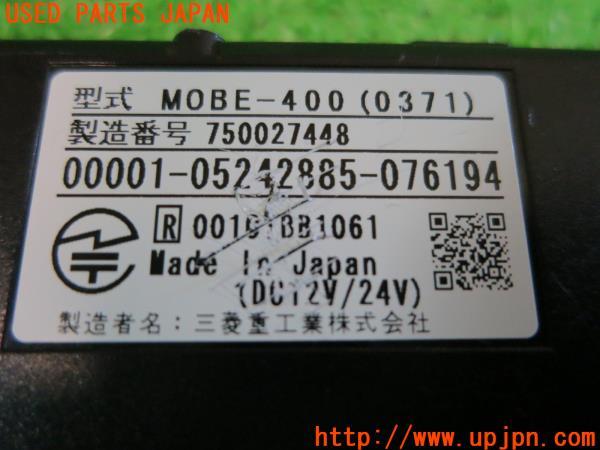 USED PARTS JAPAN
型式 MOBE-400(0371)
製造番号 750027448
00001-05242885-076194
R 001GTBB1061
Made In Japan
(DC12V/24V)
製造者名:三菱重工業株式会社
http://www.upjpn.com/